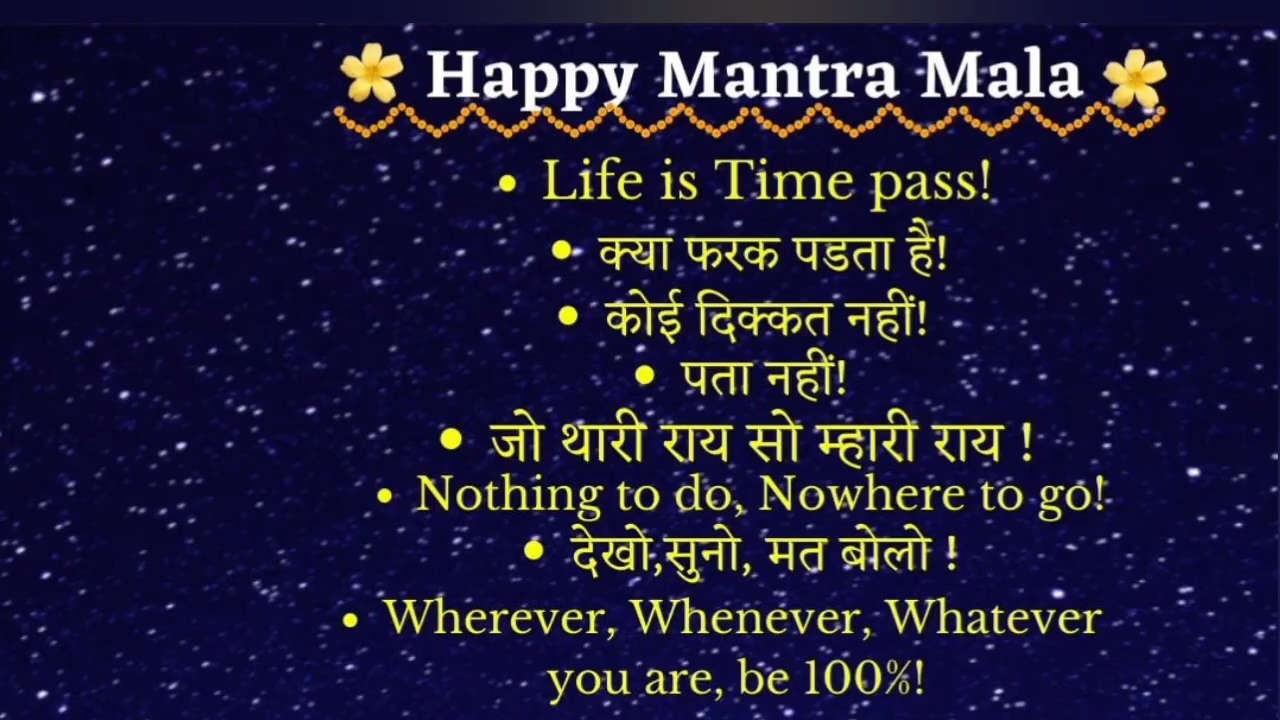 Happy Mantra Mala
• Life is Time pass!
• क्या फरक पडता है!
• कोई दिक्कत नहीं!
• पता नहीं!
• जो थारी राय सो म्हारी राय !
• Nothing to do, Nowhere to go!
• देखो,सुनो, मत बोलो !
• Wherever, Whenever, Whatever
you are, be 100%!